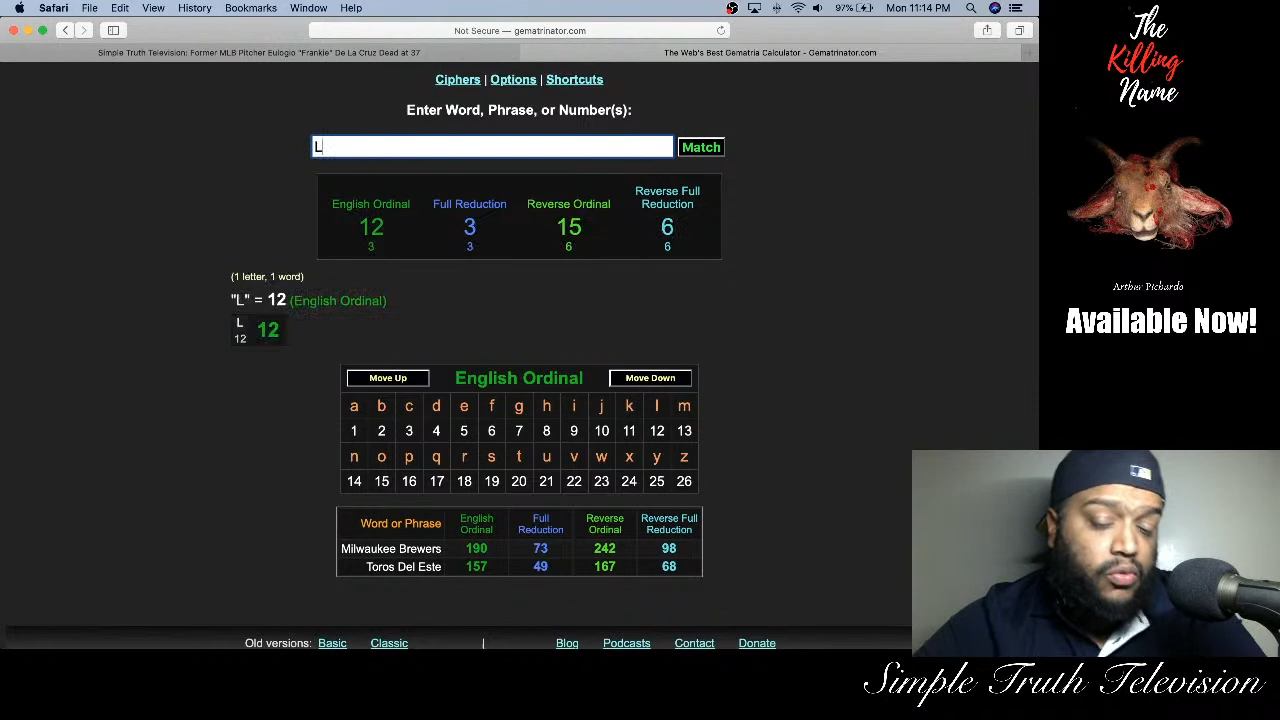 Safari File Edit View History Bookmarks Window Help 97% Mon 11:14 PM
Not Secure — gematrinator.com
Simple Truth Television: Former MLB Pitcher Eulogio "Frankie" De La Cruz Dead at 37 The Web's Best Gematria Calculator - Gematrinator.com
Ciphers | Options | Shortcuts
Enter Word, Phrase, or Number(s):
L Match
English Ordinal Full Reduction Reverse Ordinal Reverse Full Reduction
12 3 15 6
3 3 6 6
(1 letter, 1 word)
"L" = 12 (English Ordinal)
L 12
12
Move Up English Ordinal Move Down
a b c d e f g h i j k l m
1 2 3 4 5 6 7 8 9 10 11 12 13
n o p q r s t u v w x y z
14 15 16 17 18 19 20 21 22 23 24 25 26
Word or Phrase English Ordinal Full Reduction Reverse Ordinal Reverse Full Reduction
Milwaukee Brewers 190 73 242 98
Toros Del Este 157 49 167 68
Old versions: Basic Classic | Blog Podcasts Contact Donate
The
Killing
Name
Arther Pichardo
Available Now!
Simple Truth Television